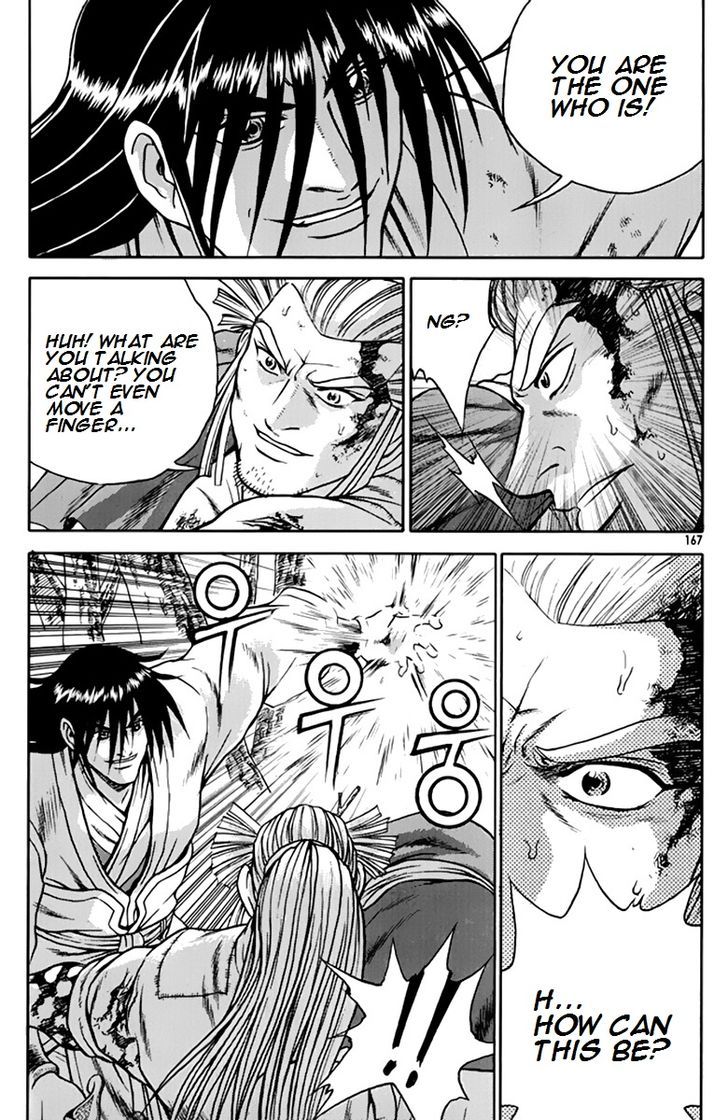 YOU ARE
THE ONE
WHO IS!
HUH! WHAT ARE
YOU TALKING
ABOUT? YOU
CAN'T EVEN
MOVE A
FINGER...
NG?
167
우
우
웅
!!
H...
HOW CAN
THIS BE?